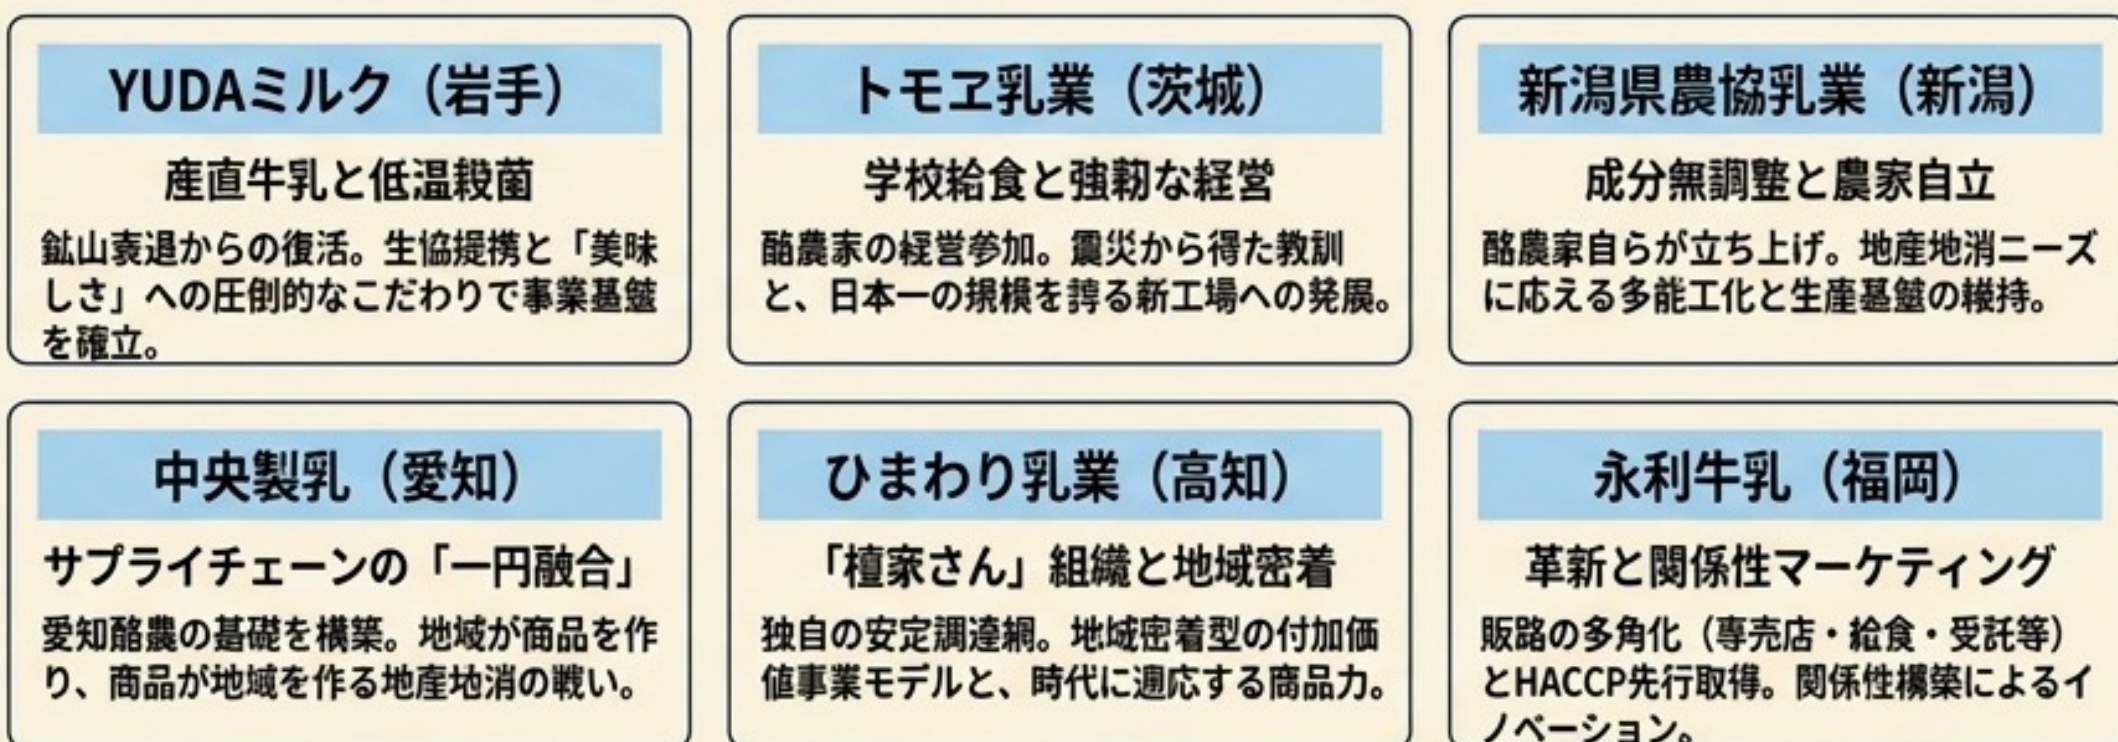 YUDAミルク（岩手）
産直牛乳と低温殺菌
鉱山衰退からの復活。生協提携と「美味
しさ」への圧倒的なこだわりで事業基盤
を確立。
トモヱ乳業（茨城）
学校給食と強靭な経営
酪農家の経営参加。震災から得た教訓
と、日本一の規模を誇る新工場への発展。
新潟県農協乳業（新潟）
成分無調整と農家自立
酪農家自らが立ち上げ。地産地消ニーズ
に応える多能工化と生産基盤の維持。
中央製乳（愛知）
サプライチェーンの「一円融合」
愛知酪農の基礎を構築。地域が商品を作
り、商品が地域を作る地産地消の戦い。
ひまわり乳業（高知）
「檀家さん」組織と地域密着
独自の安定調達網。地域密着型の付加価
値事業モデルと、時代に適応する商品力。
永利牛乳（福岡）
革新と関係性マーケティング
販路の多角化（専売店・給食・受託等）
とHACCP先行取得。関係性構築によるイ
ノベーション。